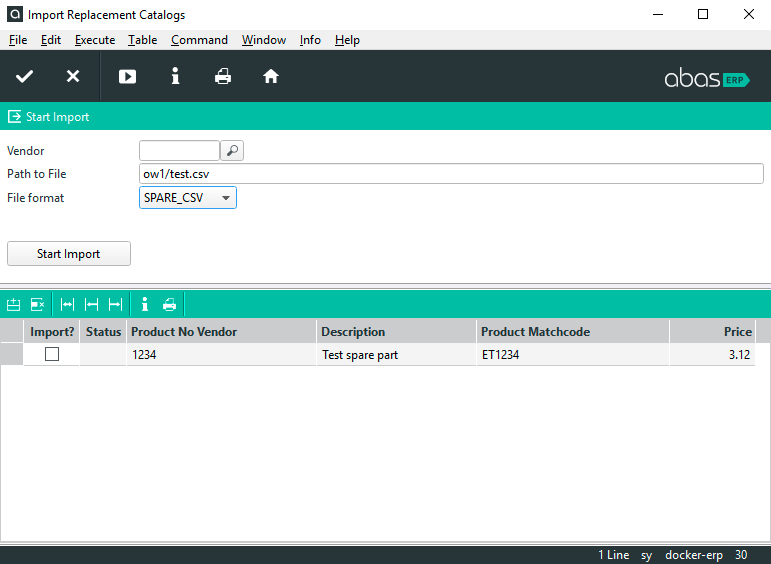 a Import Replacement Catalogs
File Edit Execute Table Command Window Info Help
abas ERP
Start Import
Vendor
Path to File ow1/test.csv
File format SPARE_CSV
Start Import
Import? Status Product No Vendor Description Product Matchcode Price
1234 Test spare part ET1234 3.12
1 Line sy docker-erp 30